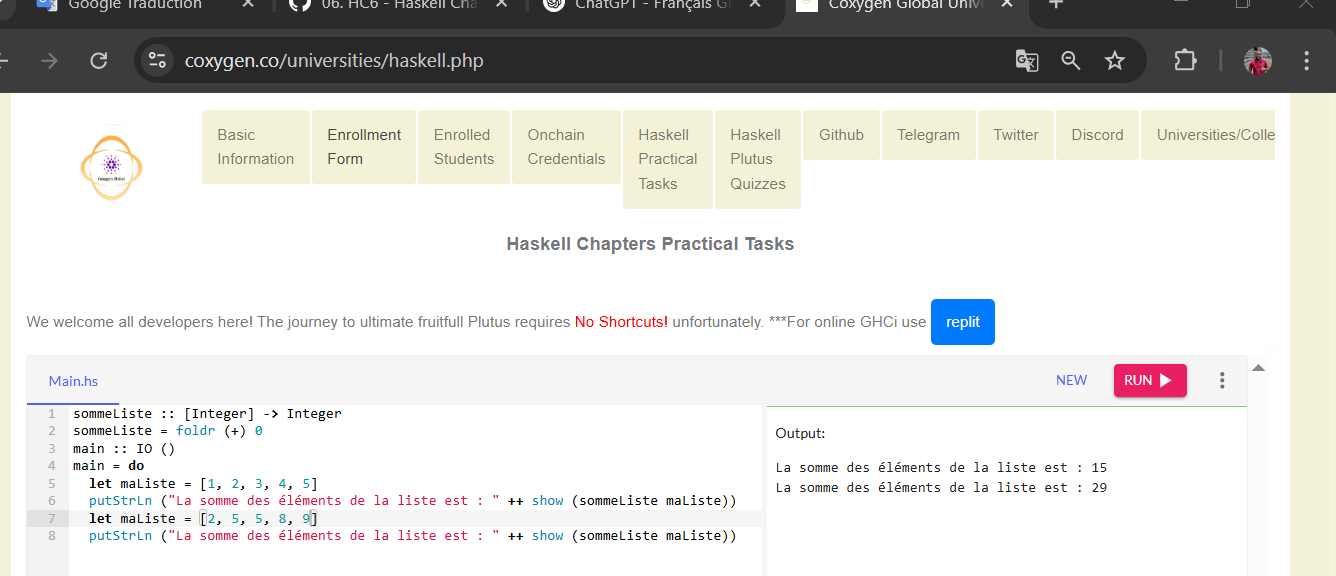 Google Traduction
06. HC6 - Haskell Cha
ChatGPT - Français G
Coxygen Global Univ
coxygen.co/universities/haskell.php
Basic Information
Enrollment Form
Enrolled Students
Onchain Credentials
Haskell Practical Tasks
Haskell Plutus Quizzes
Github
Telegram
Twitter
Discord
Universities/Colle
Coxygen Global
Haskell Chapters Practical Tasks
We welcome all developers here! The journey to ultimate fruitfull Plutus requires No Shortcuts! unfortunately. ***For online GHCi use replit
Main.hs
NEW
RUN
1 sommeListe :: [Integer] -> Integer
2 sommeListe = foldr (+) 0
3 main :: IO ()
4 main = do
5 let maListe = [1, 2, 3, 4, 5]
6 putStrLn ("La somme des éléments de la liste est : " ++ show (sommeListe maListe))
7 let maListe = [2, 5, 5, 8, 9]
8 putStrLn ("La somme des éléments de la liste est : " ++ show (sommeListe maListe))
Output:
La somme des éléments de la liste est : 15
La somme des éléments de la liste est : 29